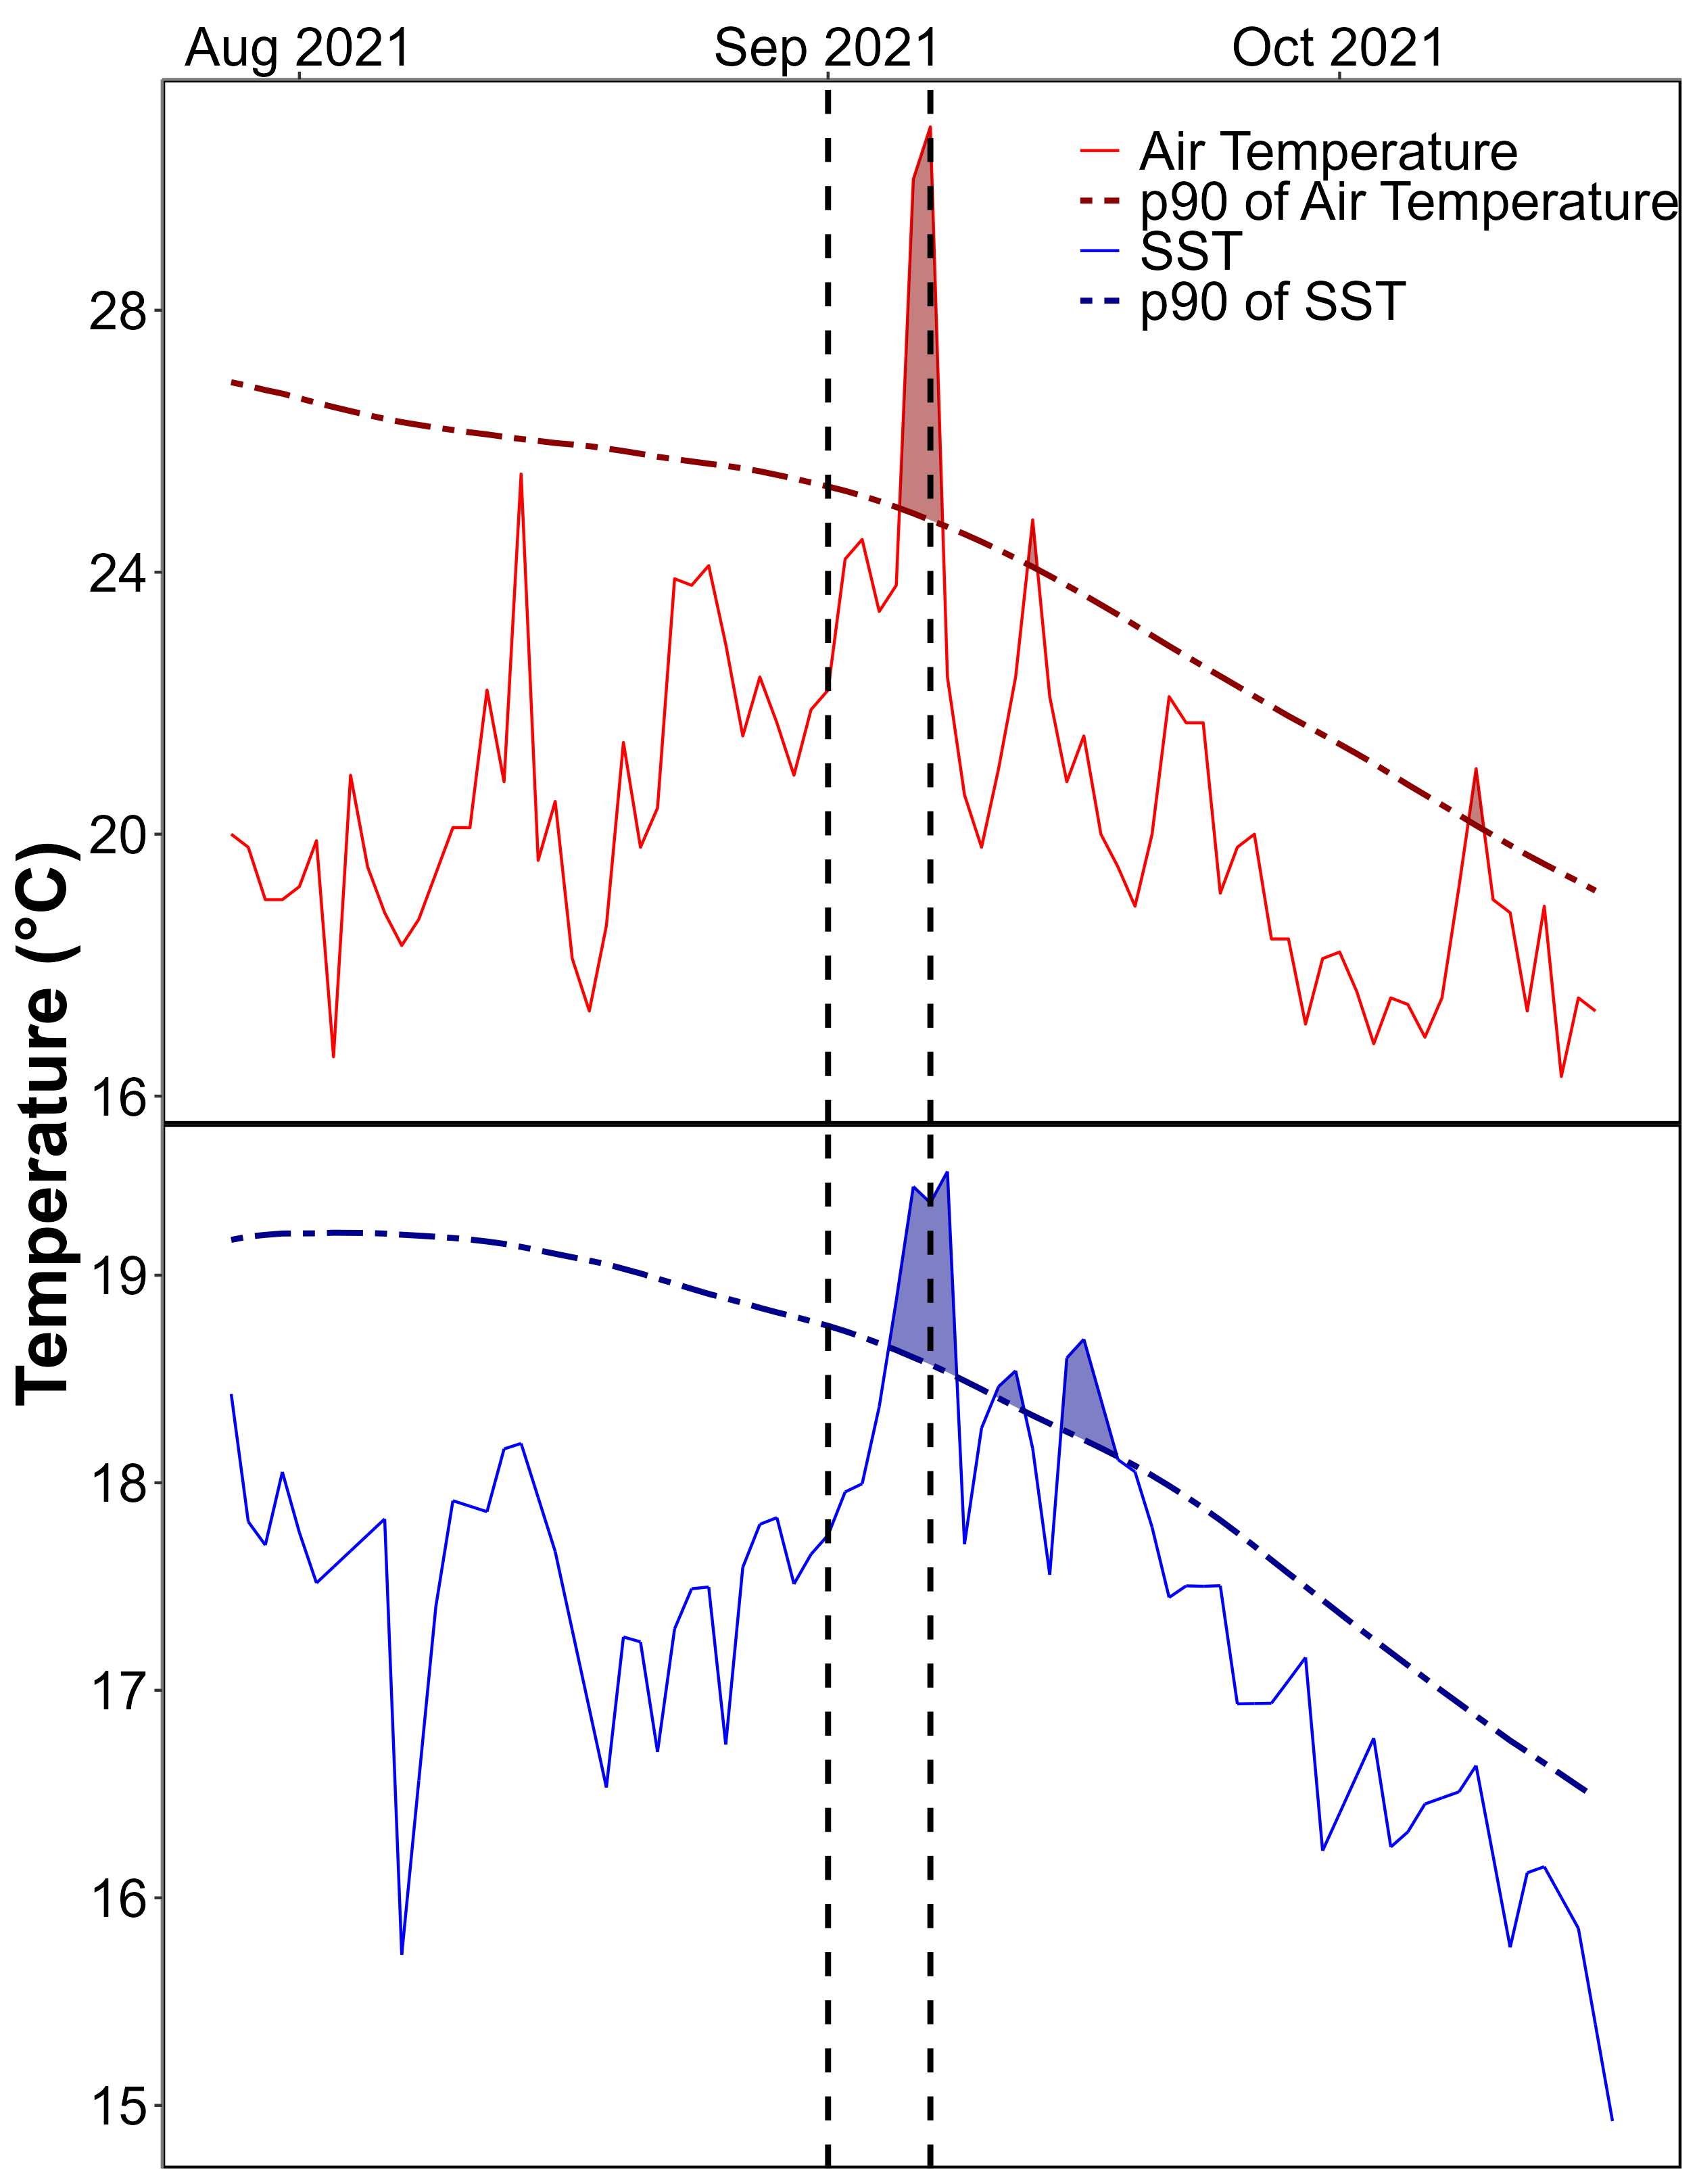 Aug 2021 Sep 2021 Oct 2021
Air Temperature
p90 of Air Temperature
SST
p90 of SST
28
24
20
16
Temperature (°C)
19
18
17
16
15